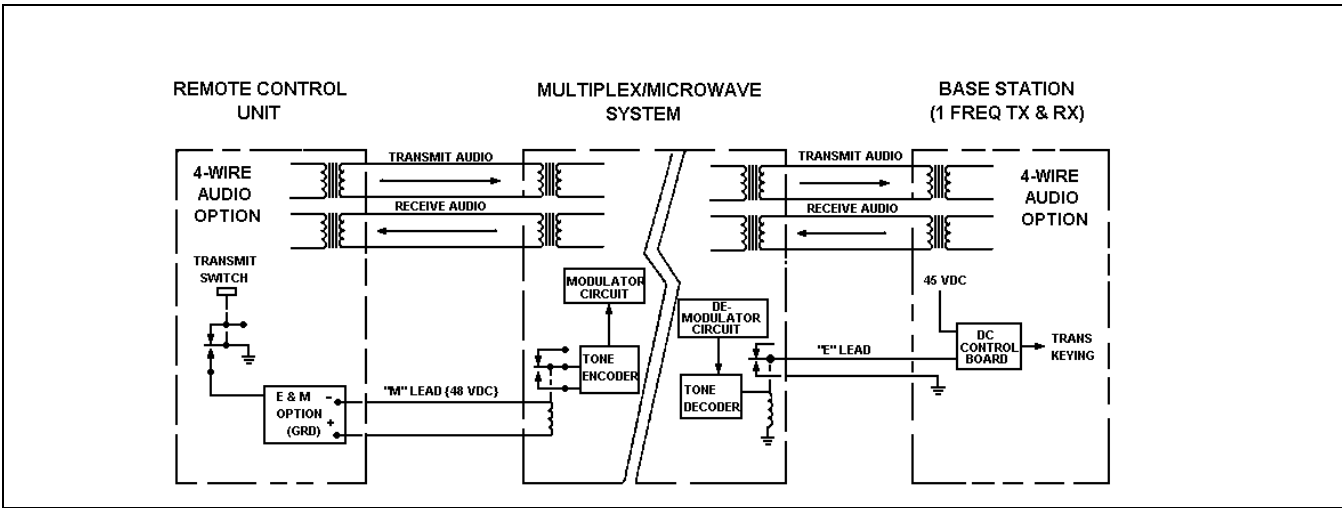 REMOTE CONTROL
UNIT
MULTIPLEX/MICROWAVE
SYSTEM
BASE STATION
(1 FREQ TX & RX)
4-WIRE
AUDIO
OPTION
TRANSMIT AUDIO
RECEIVE AUDIO
TRANSMIT AUDIO
RECEIVE AUDIO
4-WIRE
AUDIO
OPTION
TRANSMIT
SWITCH
MODULATOR
CIRCUIT
DE-
MODULATOR
CIRCUIT
45 VDC
DC
CONTROL
BOARD
TRANS
KEYING
"E" LEAD
TONE
ENCODER
TONE
DECODER
"M" LEAD {48 VDC}
E & M -
OPTION
(GRD) +